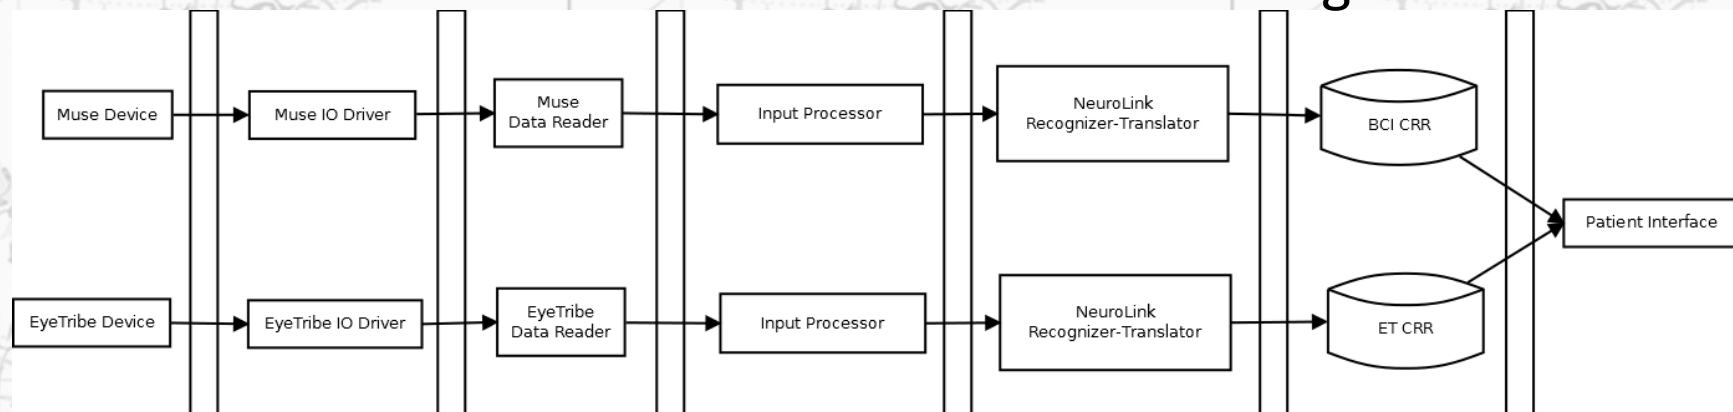 Muse Device
Muse IO Driver
Muse
Data Reader
Input Processor
NeuroLink
Recognizer-Translator
BCI CRR
Patient Interface
EyeTribe Device
EyeTribe IO Driver
EyeTribe
Data Reader
Input Processor
NeuroLink
Recognizer-Translator
ET CRR